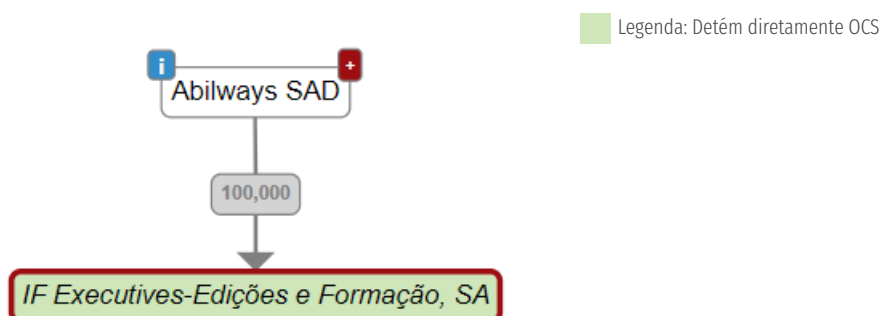 Legenda: Detém diretamente OCS
i
+
Abilways SAD
100,000
IF Executives-Edições e Formação, SA